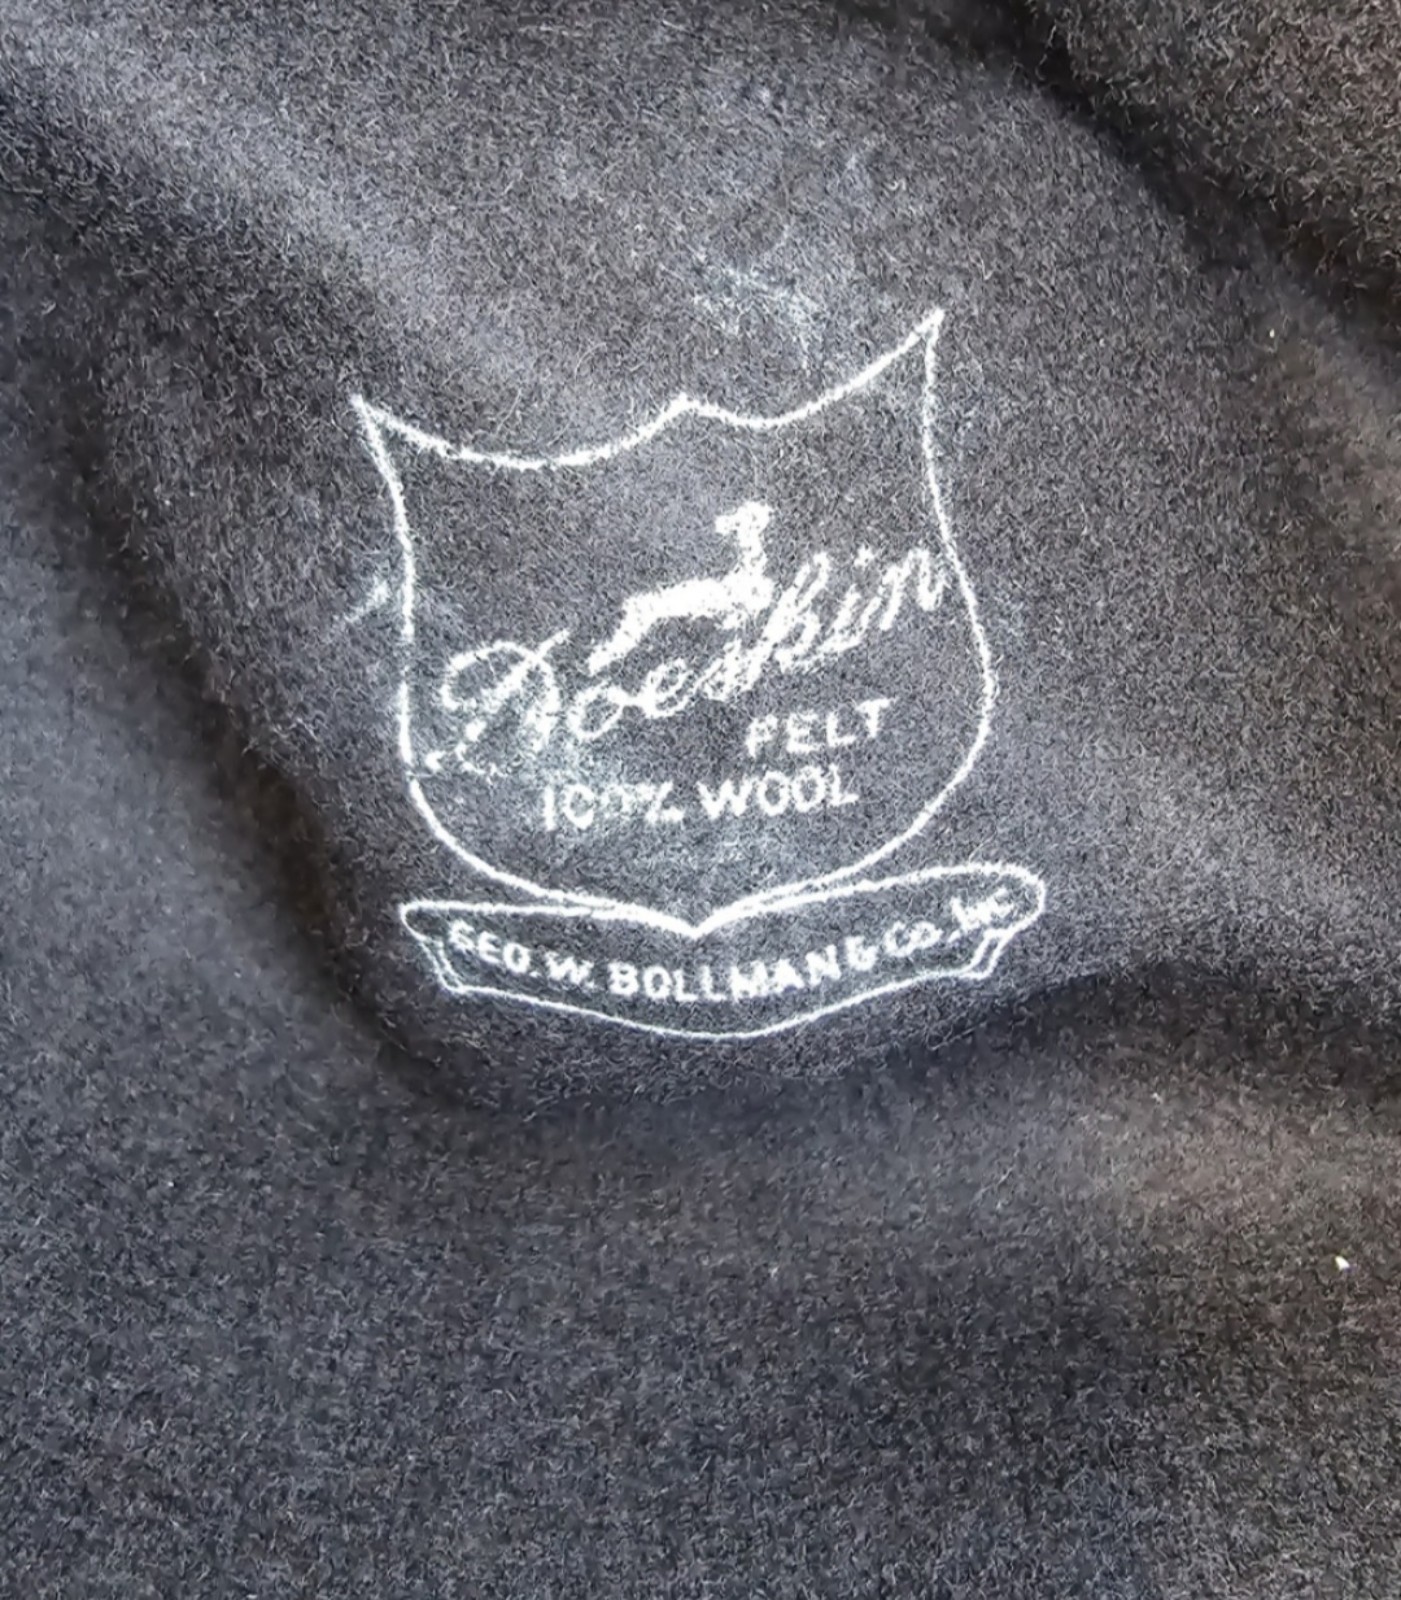 Doeskin
FELT
100% WOOL
GEO. W. BOLLMAN & Co. Inc.